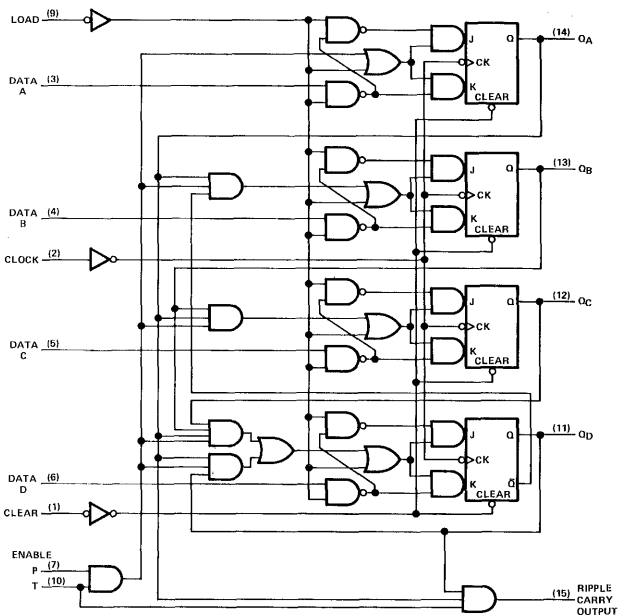 LOAD (9)
J Q (14) QA
CK
DATA A (3)
K
CLEAR
J Q (13) QB
CK
DATA B (4)
K
CLEAR
CLOCK (2)
J Q (12) QC
CK
DATA C (5)
K
CLEAR
J Q (11) QD
CK
DATA D (6)
K Q̄
CLEAR
CLEAR (1)
ENABLE
P (7)
T (10)
(15) RIPPLE
CARRY
OUTPUT